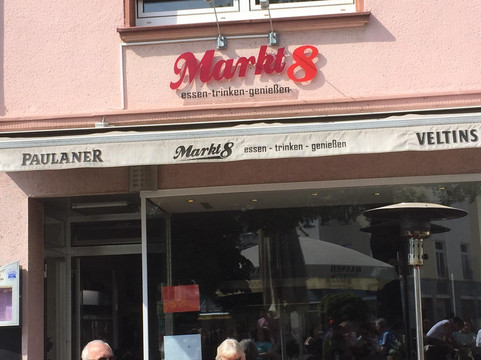 Markt 8
essen-trinken-genießen
PAULANER
Markt 8
essen - trinken - genießen
VELTINS